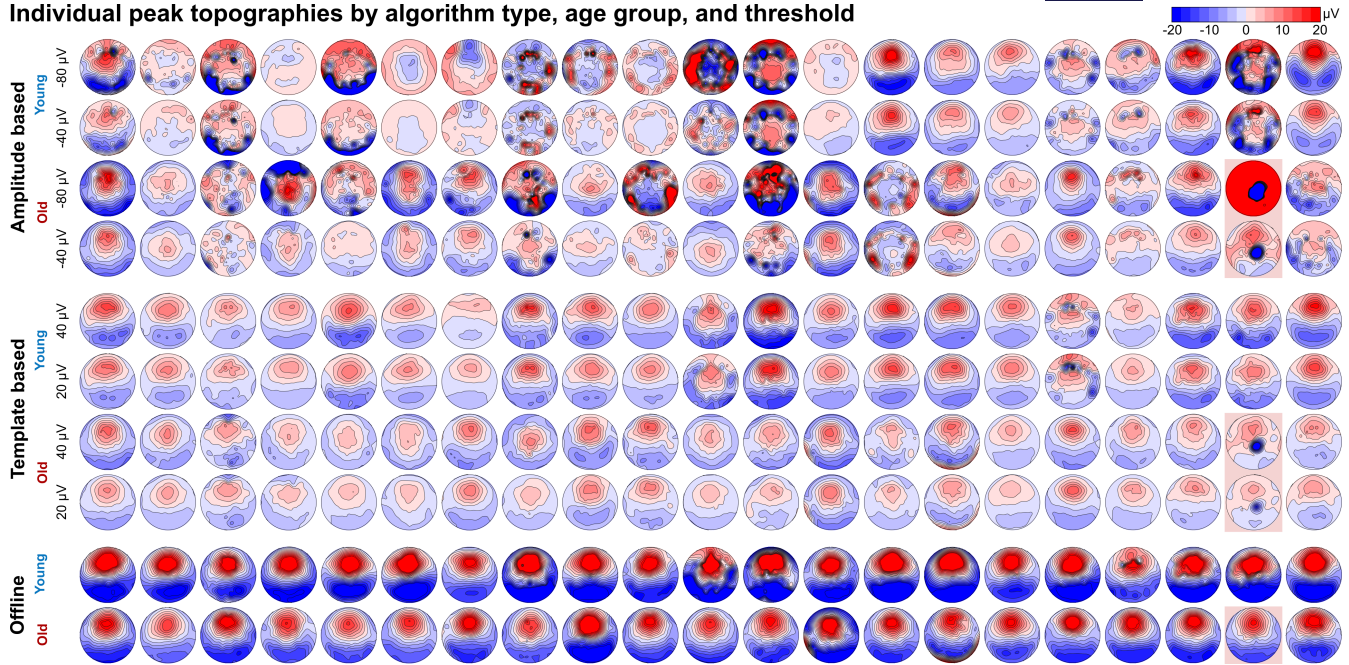 Individual peak topographies by algorithm type, age group, and threshold
μV
-20 -10 0 10 20
Amplitude based
Young
-80 μV
-40 μV
Old
-80 μV
-40 μV
Template based
Young
40 μV
20 μV
Old
40 μV
20 μV
Offline
Young
Old